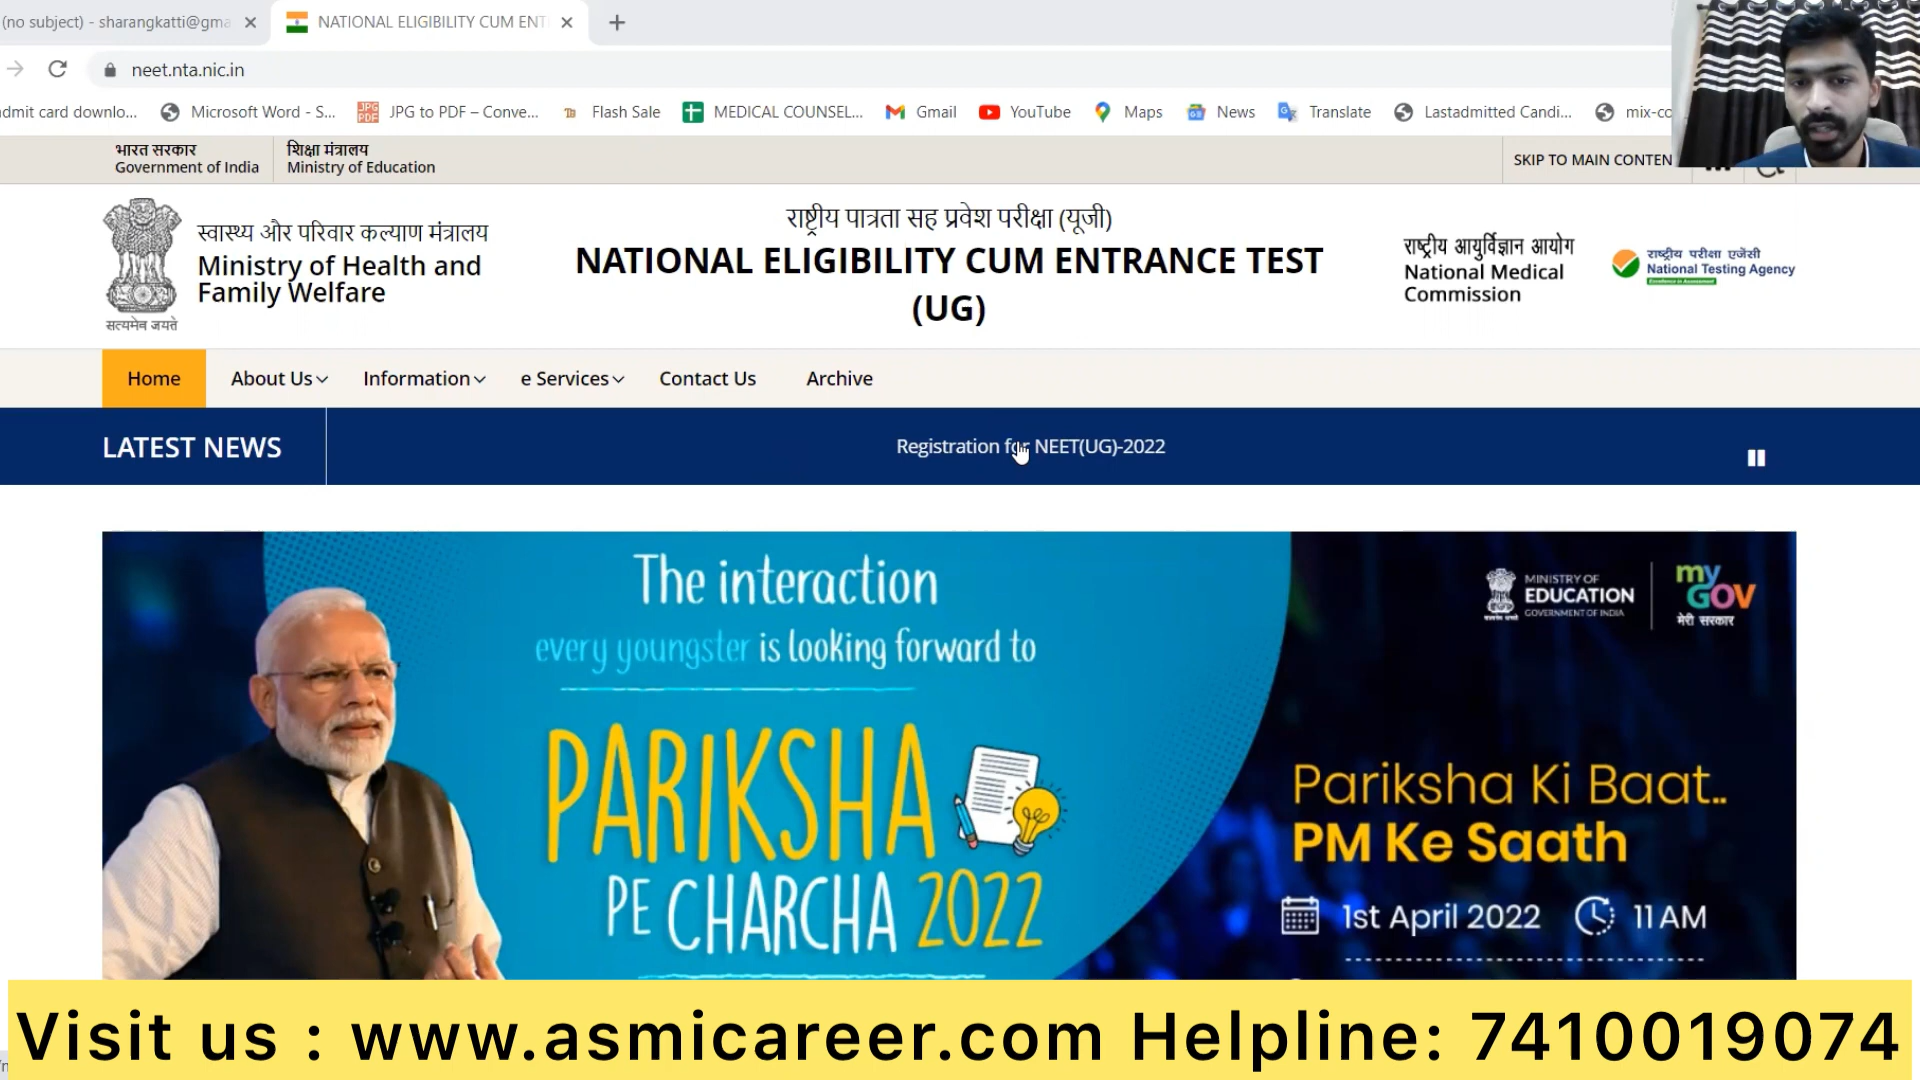 (no subject) - sharangkatti@gma
NATIONAL ELIGIBILITY CUM ENT
neet.nta.nic.in
dmit card downlo...
Microsoft Word - S...
JPG to PDF – Conve...
Flash Sale
MEDICAL COUNSEL...
Gmail
YouTube
Maps
News
Translate
Lastadmitted Candi...
mix-co
भारत सरकार
Government of India
शिक्षा मंत्रालय
Ministry of Education
SKIP TO MAIN CONTEN
स्वास्थ्य और परिवार कल्याण मंत्रालय
Ministry of Health and
Family Welfare
सत्यमेव जयते
राष्ट्रीय पात्रता सह प्रवेश परीक्षा (यूजी)
NATIONAL ELIGIBILITY CUM ENTRANCE TEST
(UG)
राष्ट्रीय आयुर्विज्ञान आयोग
National Medical
Commission
राष्ट्रीय परीक्षा एजेंसी
National Testing Agency
Excellence in Assessment
Home
About Us
Information
e Services
Contact Us
Archive
LATEST NEWS
Registration for NEET(UG)-2022
The interaction
every youngster is looking forward to
PARIKSHA
PE CHARCHA 2022
MINISTRY OF
EDUCATION
GOVERNMENT OF INDIA
my
GOV
मेरी सरकार
Pariksha Ki Baat..
PM Ke Saath
1st April 2022
11 AM
Visit us : www.asmicareer.com Helpline: 7410019074